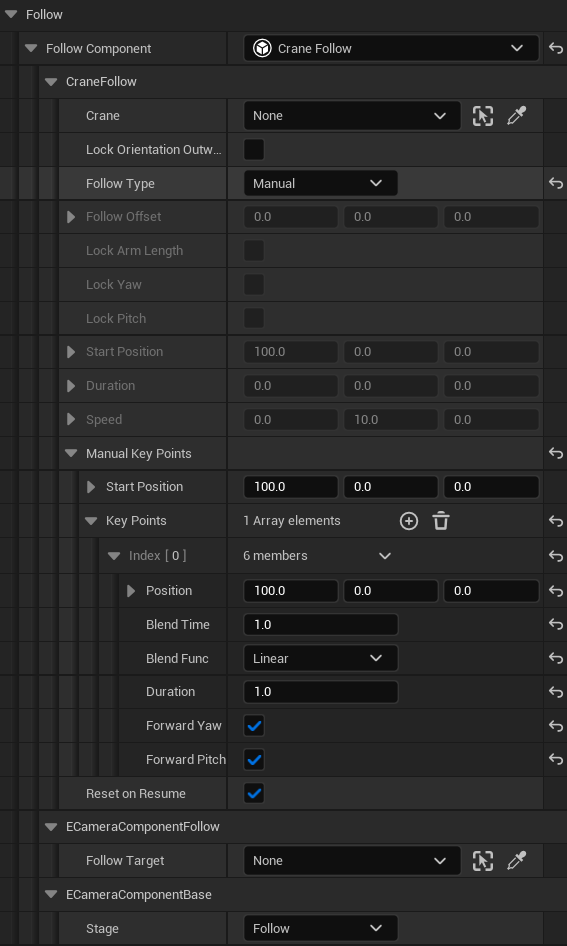 Follow
Follow Component Crane Follow
CraneFollow
Crane None
Lock Orientation Outw...
Follow Type Manual
Follow Offset 0.0 0.0 0.0
Lock Arm Length
Lock Yaw
Lock Pitch
Start Position 100.0 0.0 0.0
Duration 0.0 0.0 0.0
Speed 0.0 10.0 0.0
Manual Key Points
Start Position 100.0 0.0 0.0
Key Points 1 Array elements
Index [ 0 ] 6 members
Position 100.0 0.0 0.0
Blend Time 1.0
Blend Func Linear
Duration 1.0
Forward Yaw
Forward Pitch
Reset on Resume
ECameraComponentFollow
Follow Target None
ECameraComponentBase
Stage Follow